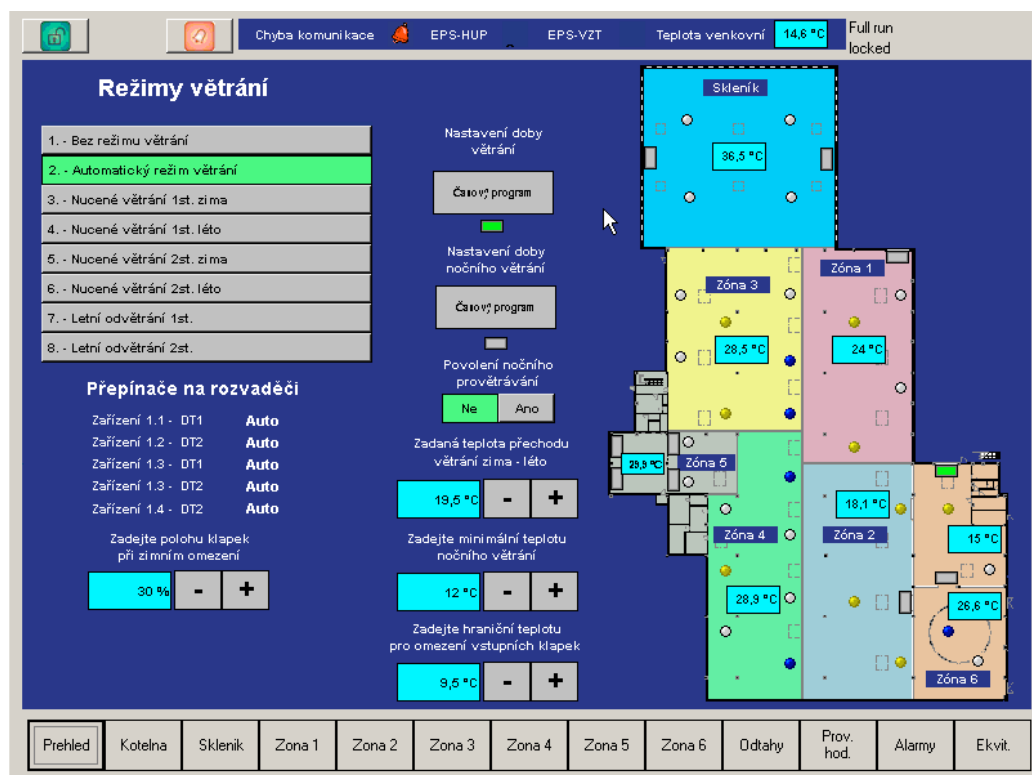 Chyba komunikace EPS-HUP EPS-VZT Teplota venkovní 14,6 °C Full run
locked
Režimy větrání
1. - Bez režimu větrání
2. - Automatický režim větrání
3. - Nucené větrání 1st. zima
4. - Nucené větrání 1st. léto
5. - Nucené větrání 2st. zima
6. - Nucené větrání 2st. léto
7. - Letní odvětrání 1st.
8. - Letní odvětrání 2st.
Přepínače na rozvaděči
Zařízení 1.1 - DT1 Auto
Zařízení 1.2 - DT2 Auto
Zařízení 1.3 - DT1 Auto
Zařízení 1.3 - DT2 Auto
Zařízení 1.4 - DT2 Auto
Zadejte polohu klapek
při zimním omezení
30 % - +
Nastavení doby
větrání
Časový program
Nastavení doby
nočního větrání
Časový program
Povolení nočního
provětrávání
Ne Ano
Zadaná teplota přechodu
větrání zima - léto
19,5 °C - +
Zadejte minimální teplotu
nočního větrání
12 °C - +
Zadejte hraniční teplotu
pro omezení vstupních klapek
9,5 °C - +
Skleník
36,5 °C
Zóna 1
Zóna 3
28,5 °C
24 °C
29,9 °C
Zóna 5
18,1 °C
Zóna 4
Zóna 2
15 °C
28,9 °C
26,6 °C
Zóna 6
Prehled Kotelna Sklenik Zona 1 Zona 2 Zona 3 Zona 4 Zona 5 Zona 6 Odtahy Prov. hod. Alarmy Ekvit.